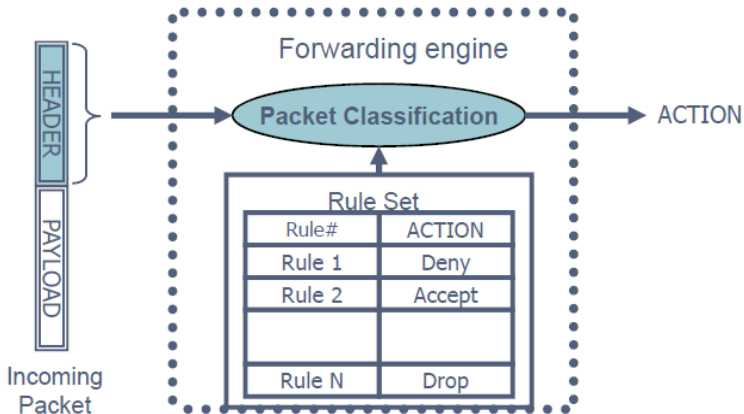 Forwarding engine
HEADER
Packet Classification
ACTION
PAYLOAD
Rule Set
Rule# ACTION
Rule 1 Deny
Rule 2 Accept
Rule N Drop
Incoming
Packet